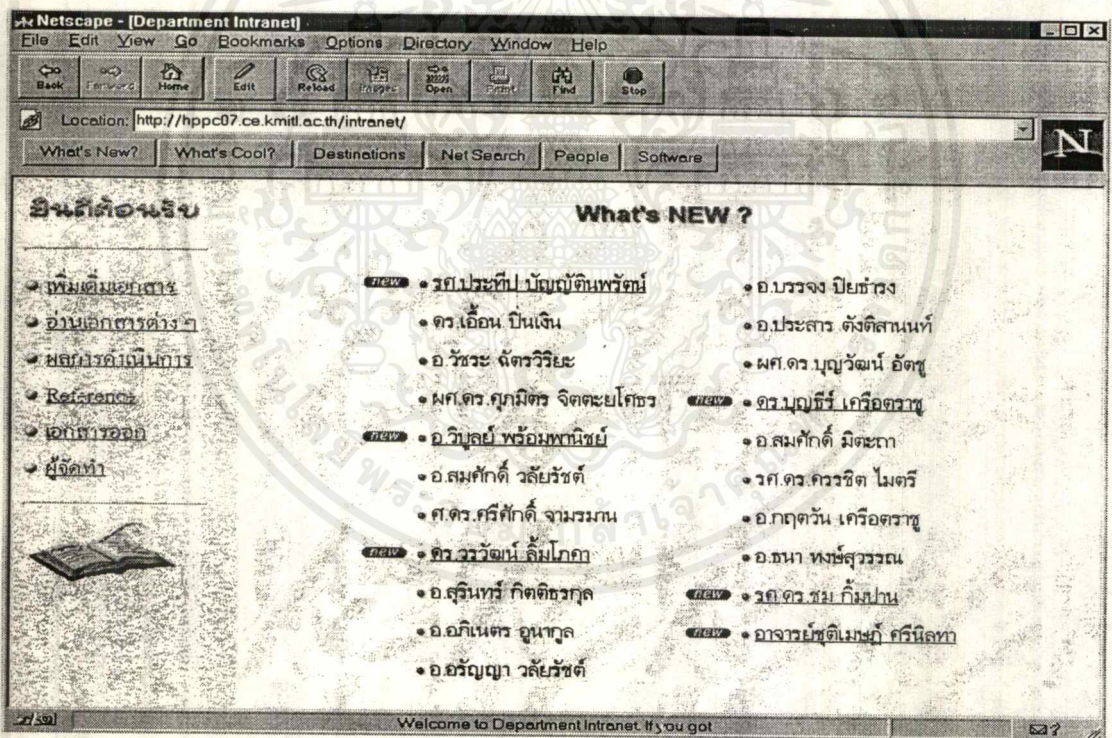 Netscape - [Department Intranet]
File Edit View Go Bookmarks Options Directory Window Help
Back Forward Home Edit Reload Images Open Print Find Stop
Location: http://hppc07.ce.kmitl.ac.th/intranet/
What's New? What's Cool? Destinations Net Search People Software
N
ยินดีต้อนรับ
เพิ่มเติมเอกสาร
อ่านเอกสารต่าง ๆ
ผลการดำเนินการ
Reference
เอกสารออก
ผู้จัดทำ
What's NEW ?
new รศ.ประทีป บัญญัตินพรัตน์
ดร.เอื้อน ปิ่นเงิน
อ.วัชระ ฉัตรวิริยะ
ผศ.ดร.ศุภมิตร จิตตะยโศธร
new อ.วิบูลย์ พร้อมพานิชย์
อ.สมศักดิ์ วลัยรัชต์
ศ.ดร.ศรีศักดิ์ จามรมาน
new ดร.วรวัฒน์ ลิ้มโภคา
อ.สุรินทร์ กิตติธรกุล
อ.อภิเนตร อูนากูล
อ.อรัญญา วลัยรัชต์
อ.บรรจง ปิยธำรง
อ.ประสาร ตังติสานนท์
ผศ.ดร.บุญวัฒน์ อัตชู
new ดร.บุญธีร์ เครือตราชู
อ.สมศักดิ์ มิตะถา
รศ.ดร.ครรชิต ไมตรี
อ.กฤตวัน เครือตราชู
อ.ธนา หงษ์สุวรรณ
new รศ.ดร.ชม กิ้มปาน
new อาจารย์ชุติเมษฎ์ ศรีนิลทา
Welcome to Department Intranet. If you got